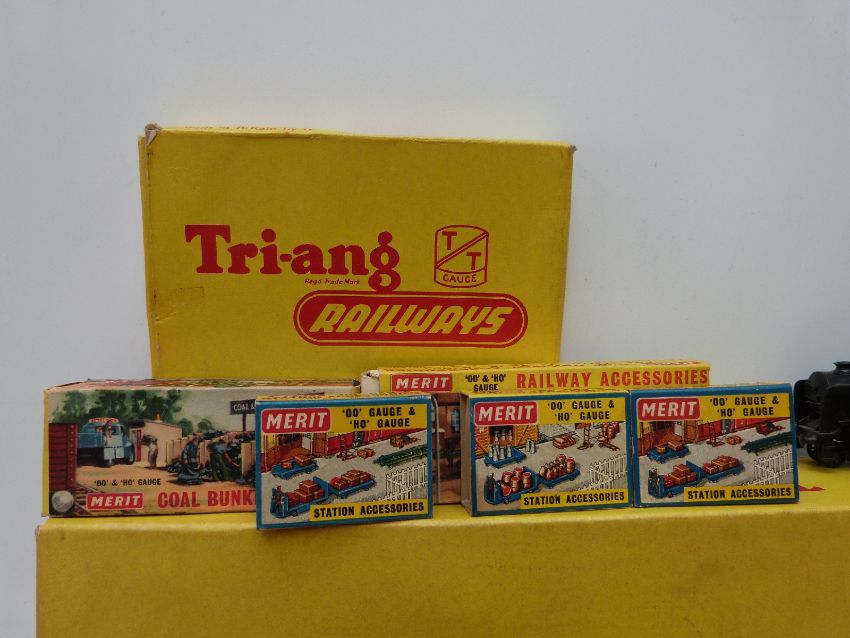 Tri-ang
Regd Trade Mark
T T
GAUGE
RAILWAYS
MERIT
'OO' & 'HO'
GAUGE
RAILWAY ACCESSORIES
COAL
'OO' & 'HO' GAUGE
MERIT
COAL BUNK
MERIT
'OO' GAUGE &
'HO' GAUGE
STATION ACCESSORIES
MERIT
'OO' GAUGE &
'HO' GAUGE
STATION ACCESSORIES
MERIT
'OO' GAUGE &
'HO' GAUGE
STATION ACCESSORIES